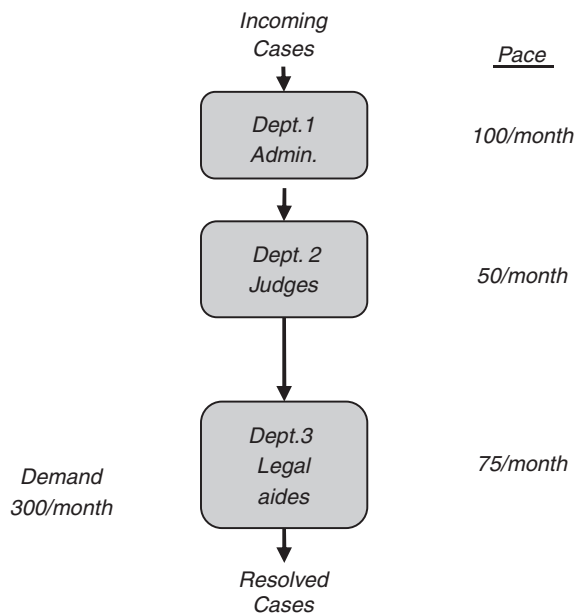 Incoming
Cases
Pace
Dept.1
Admin.
100/month
Dept. 2
Judges
50/month
Dept.3
Legal
aides
75/month
Demand
300/month
Resolved
Cases